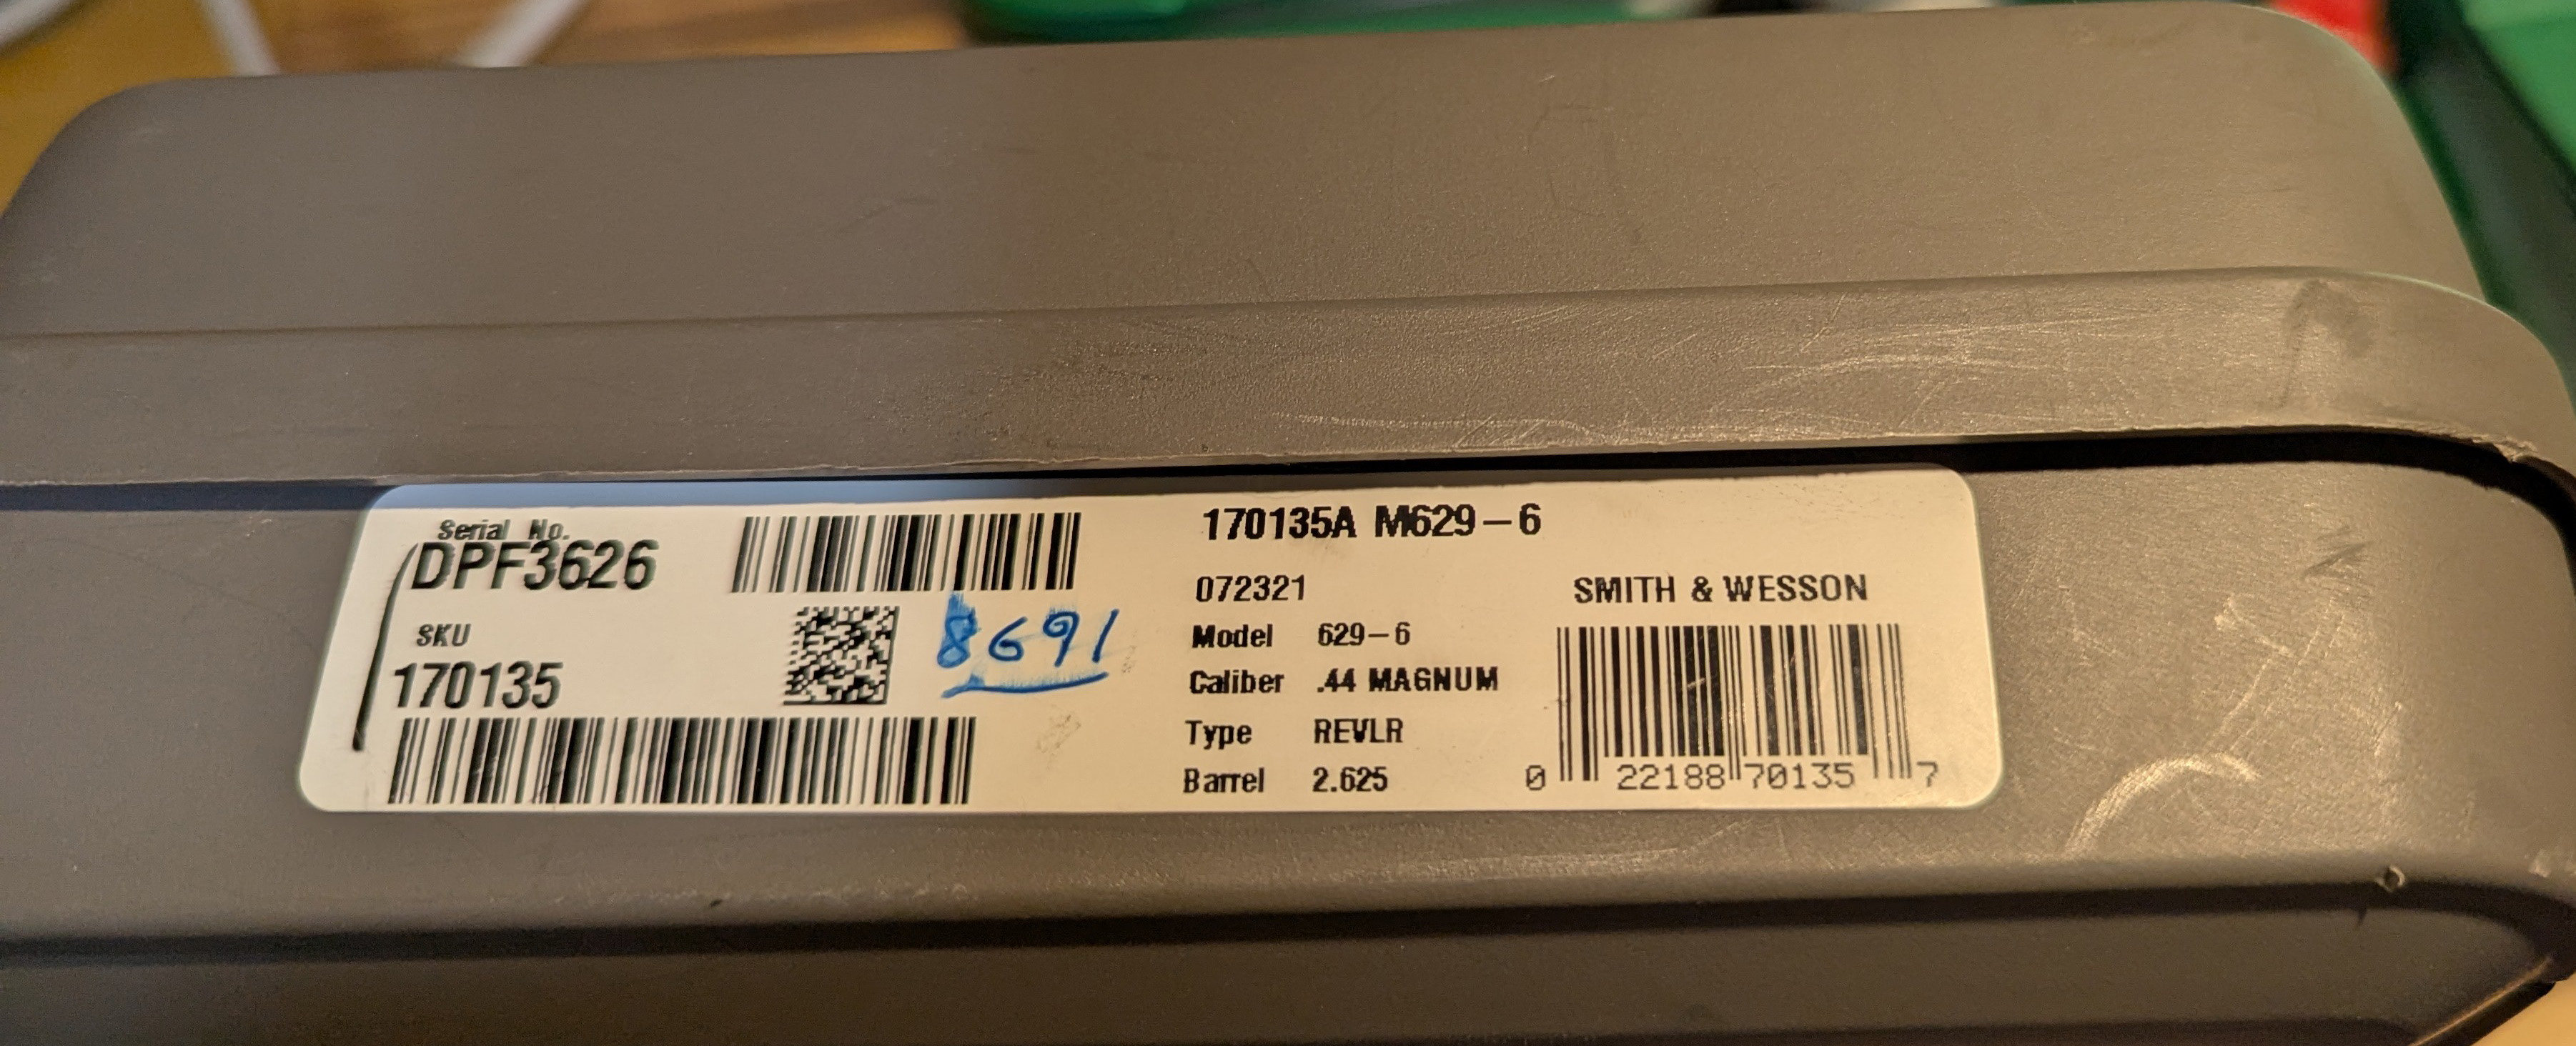 Serial No.
DPF3626
SKU
170135
8691
170135A M629-6
072321
Model 629-6
Caliber .44 MAGNUM
Type REVLR
Barrel 2.625
SMITH & WESSON
0 22188 70135 7